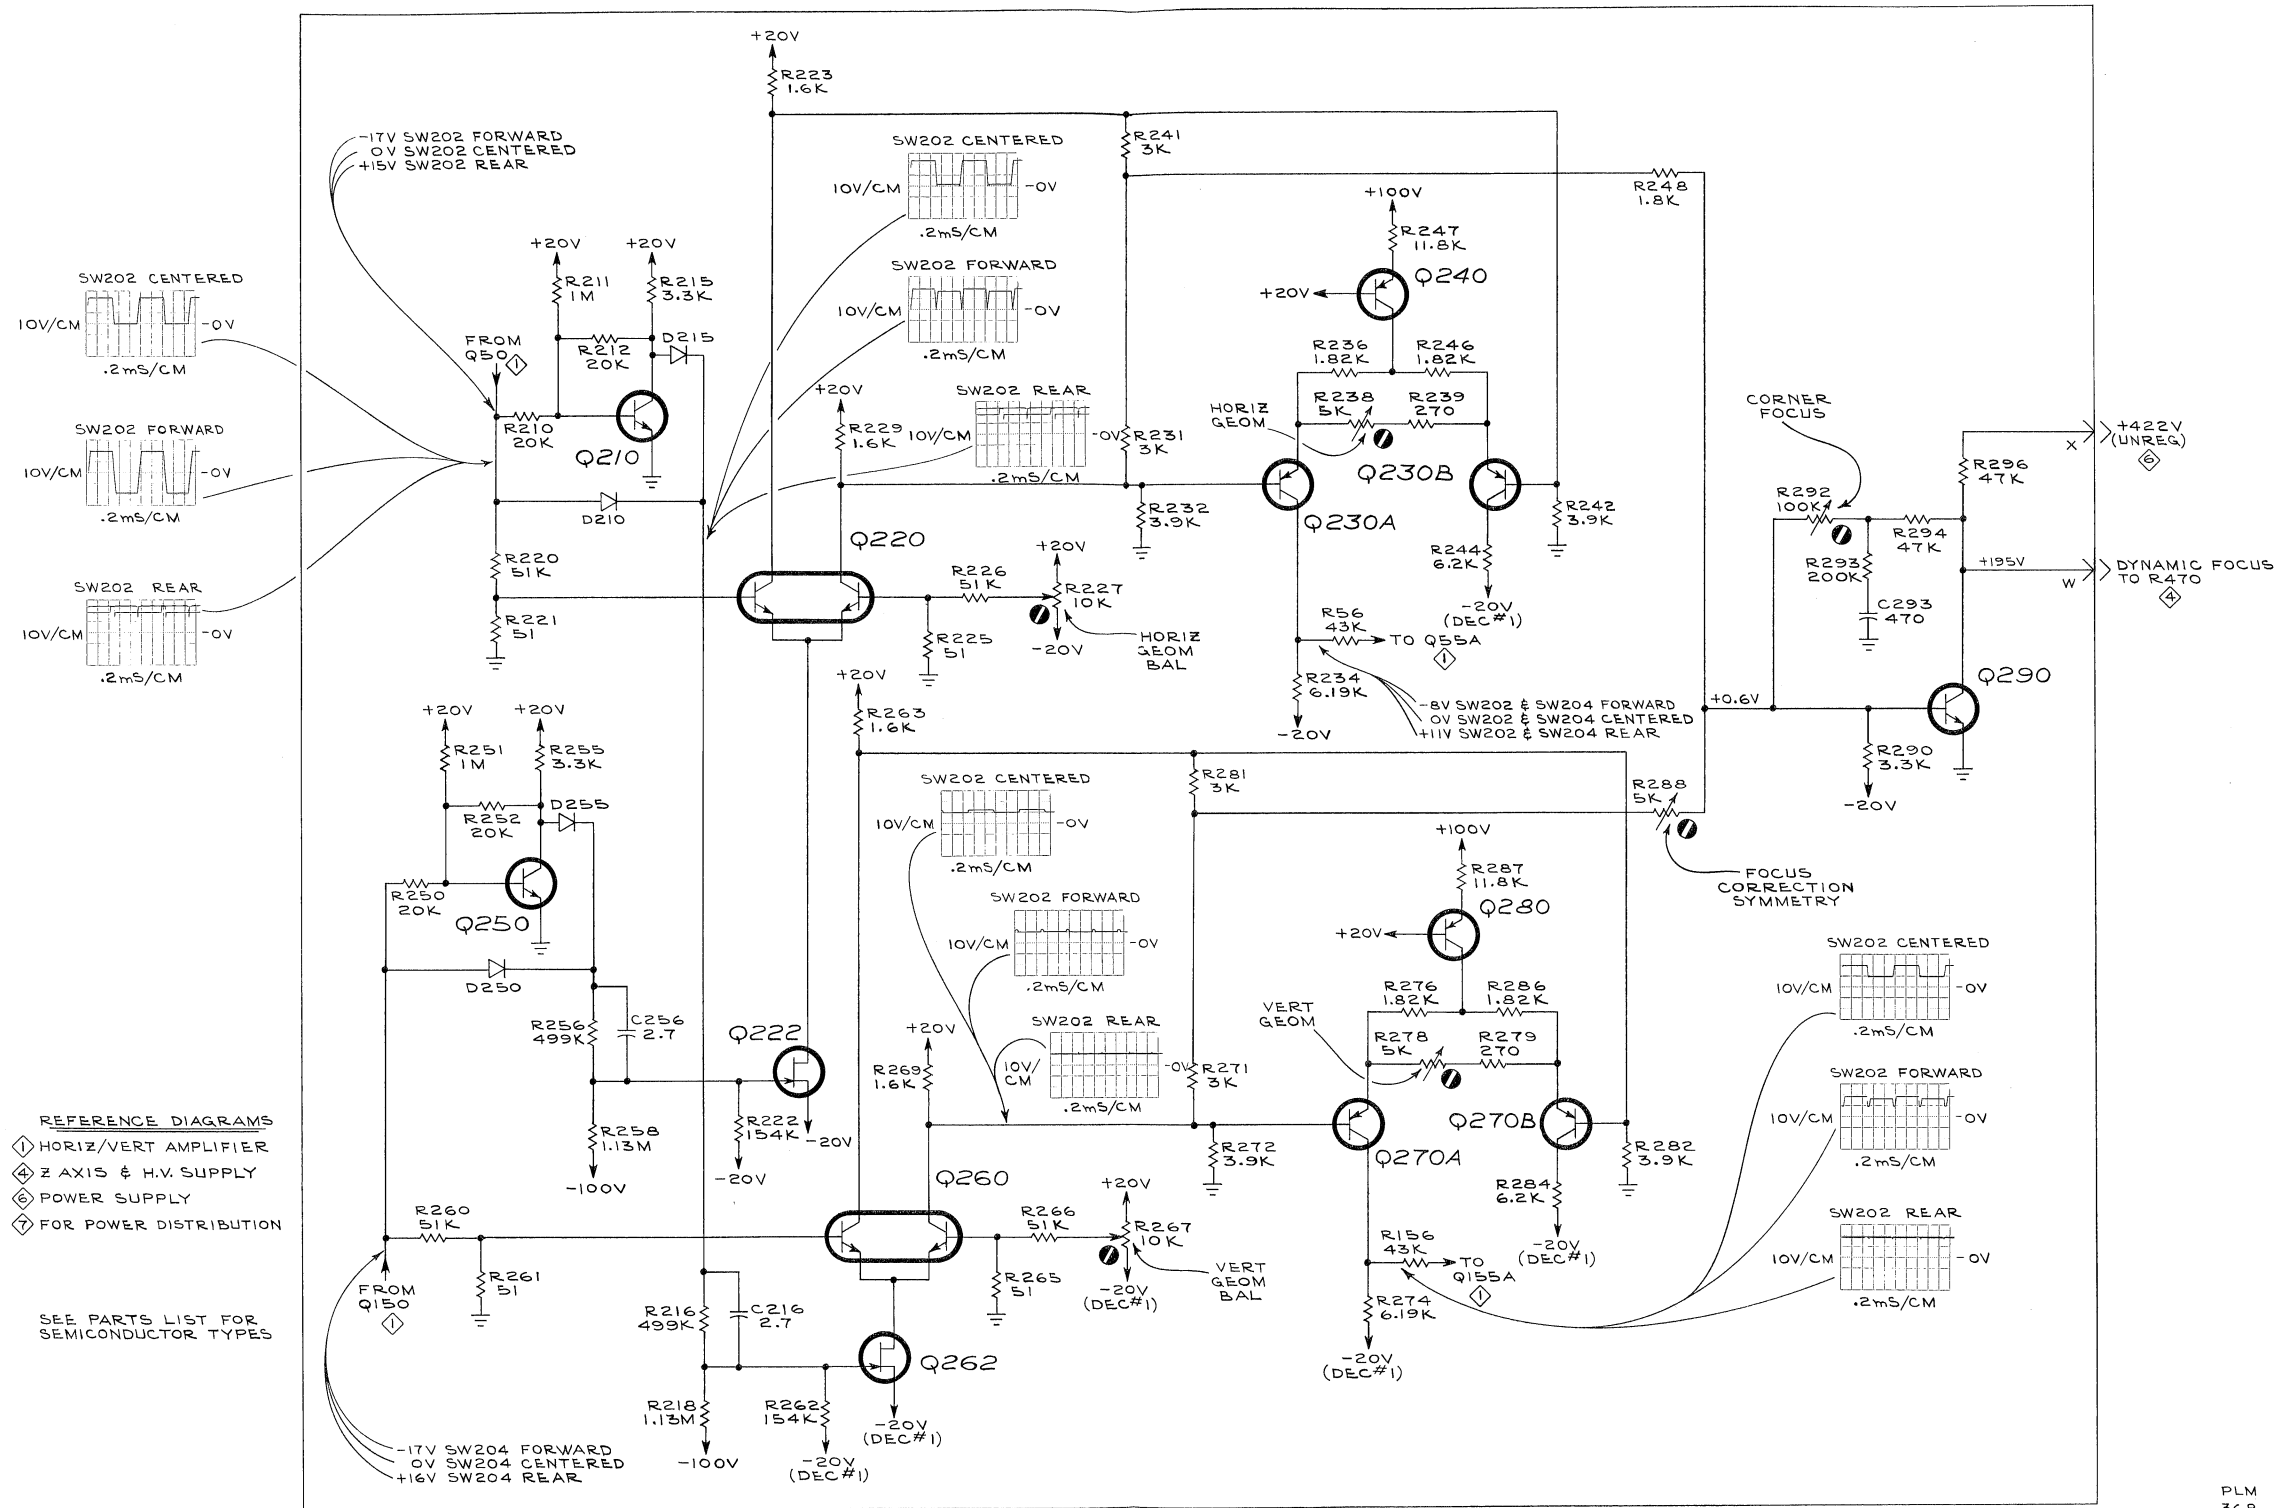 +20V
R223
1.6K
-17V SW202 FORWARD
0V SW202 CENTERED
+15V SW202 REAR
SW202 CENTERED
10V/CM
-0V
.2mS/CM
R241
3K
R248
1.8K
+100V
R247
11.8K
Q240
+20V
SW202 FORWARD
10V/CM
-0V
.2mS/CM
SW202 CENTERED
10V/CM
-0V
.2mS/CM
+20V
+20V
R211
1M
R215
3.3K
FROM
Q50
1
R212
20K
D215
R210
20K
Q210
D210
R236
1.82K
R246
1.82K
R238
5K
R239
270
HORIZ
GEOM
SW202 REAR
10V/CM
-0V
.2mS/CM
+20V
R229
1.6K
R231
3K
SW202 FORWARD
10V/CM
-0V
.2mS/CM
Q230A
Q230B
R232
3.9K
R242
3.9K
R244
6.2K
-20V
(DEC#1)
CORNER
FOCUS
+422V
(UNREG)
6
X
R296
47K
R292
100K
R294
47K
R293
200K
C293
470
+195V
W
DYNAMIC FOCUS
TO R470
4
SW202 REAR
10V/CM
-0V
.2mS/CM
R220
51K
R221
51
Q220
R226
51K
+20V
R227
10K
-20V
R225
51
HORIZ
GEOM
BAL
R56
43K
TO Q55A
1
R234
6.19K
-20V
-8V SW202 & SW204 FORWARD
0V SW202 & SW204 CENTERED
+11V SW202 & SW204 REAR
+0.6V
Q290
R290
3.3K
-20V
+20V
R263
1.6K
+20V
+20V
R251
1M
R255
3.3K
R252
20K
D255
R250
20K
Q250
D250
R256
499K
C256
2.7
R258
1.13M
-100V
SW202 CENTERED
10V/CM
-0V
.2mS/CM
R281
3K
R288
5K
FOCUS
CORRECTION
SYMMETRY
SW202 FORWARD
10V/CM
-0V
.2mS/CM
+100V
R287
11.8K
Q280
+20V
SW202 REAR
10V/
CM
-0V
.2mS/CM
+20V
R269
1.6K
R271
3K
VERT
GEOM
R276
1.82K
R286
1.82K
R278
5K
R279
270
Q270A
Q270B
R272
3.9K
R282
3.9K
R284
6.2K
-20V
(DEC#1)
SW202 CENTERED
10V/CM
-0V
.2mS/CM
SW202 FORWARD
10V/CM
-0V
.2mS/CM
SW202 REAR
10V/CM
-0V
.2mS/CM
Q222
R222
154K
-20V
-20V
REFERENCE DIAGRAMS
1 HORIZ/VERT AMPLIFIER
4 Z AXIS & H.V. SUPPLY
6 POWER SUPPLY
7 FOR POWER DISTRIBUTION
SEE PARTS LIST FOR
SEMICONDUCTOR TYPES
R260
51K
R261
51
FROM
Q150
1
Q260
R266
51K
+20V
R267
10K
-20V
(DEC#1)
R265
51
VERT
GEOM
BAL
R156
43K
TO
Q155A
1
R274
6.19K
-20V
(DEC#1)
R216
499K
C216
2.7
Q262
R218
1.13M
R262
154K
-20V
(DEC#1)
-100V
-20V
(DEC#1)
-17V SW204 FORWARD
0V SW204 CENTERED
+16V SW204 REAR
PLM